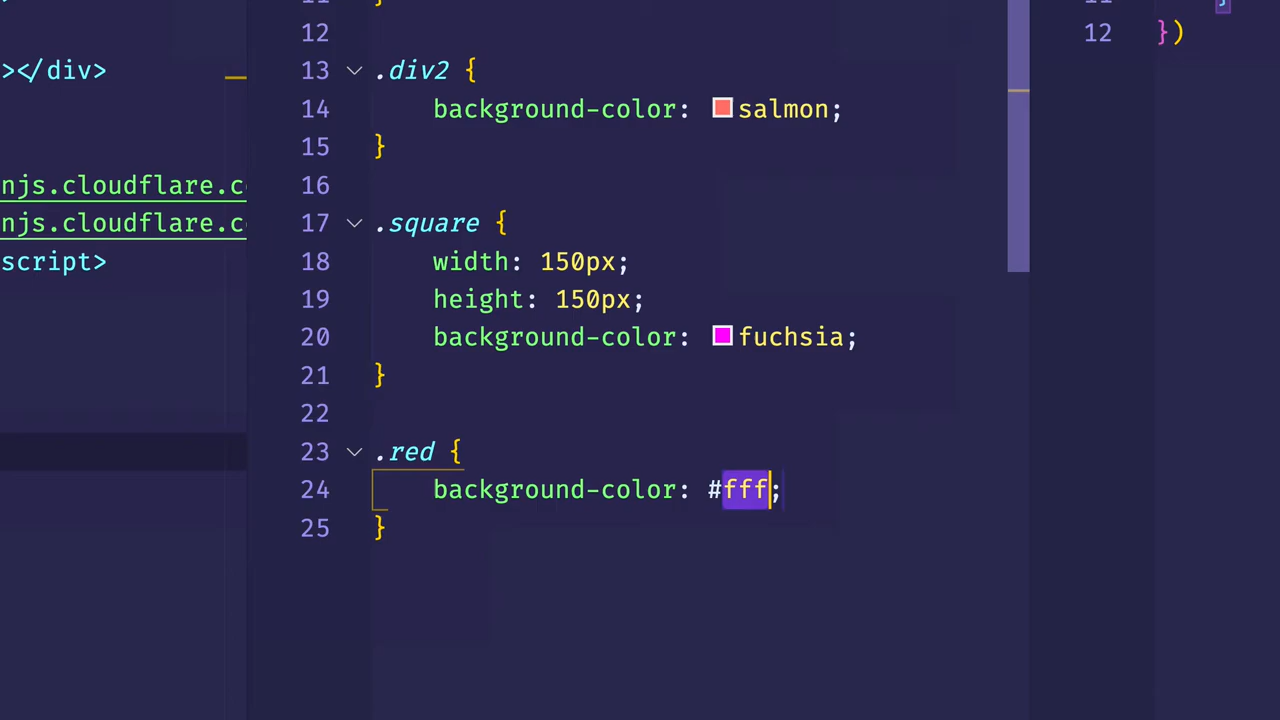 ></div>
njs.cloudflare.c
njs.cloudflare.c
script>
12
13 .div2 {
14 background-color: salmon;
15 }
16
17 .square {
18 width: 150px;
19 height: 150px;
20 background-color: fuchsia;
21 }
22
23 .red {
24 background-color: #fff;
25 }
12 })